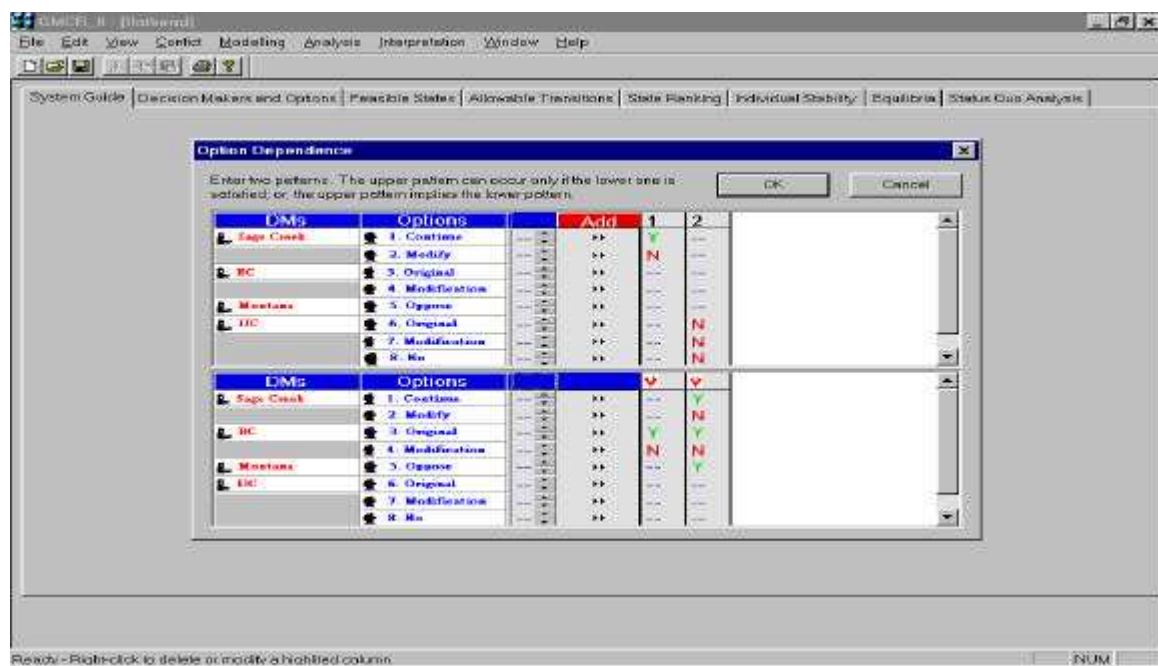 GMCR_II - [flathend]
File Edit View Conflict Modelling Analysis Interpretation Window Help
System Guide Decision Makers and Options Feasible States Allowable Transitions State Ranking Individual Stability Equilibria Status Quo Analysis
Option Dependence
Enter two patterns. The upper pattern can occur only if the lower one is
satisfied; or, the upper pattern implies the lower pattern.
OK Cancel
DMs Options Add 1 2
Sage Creek 1. Continue -- Y --
2. Modify -- N --
BC 3. Original -- -- --
4. Modification -- -- --
Montana 5. Oppose -- -- --
IJC 6. Original -- -- N
7. Modification -- -- N
8. No -- -- N
DMs Options
Sage Creek 1. Continue -- -- Y
2. Modify -- -- N
BC 3. Original -- Y Y
4. Modification -- N N
Montana 5. Oppose -- -- Y
IJC 6. Original -- -- --
7. Modification -- -- --
8. No -- -- --
Ready - Right-click to delete or modify a highlited column. NUM